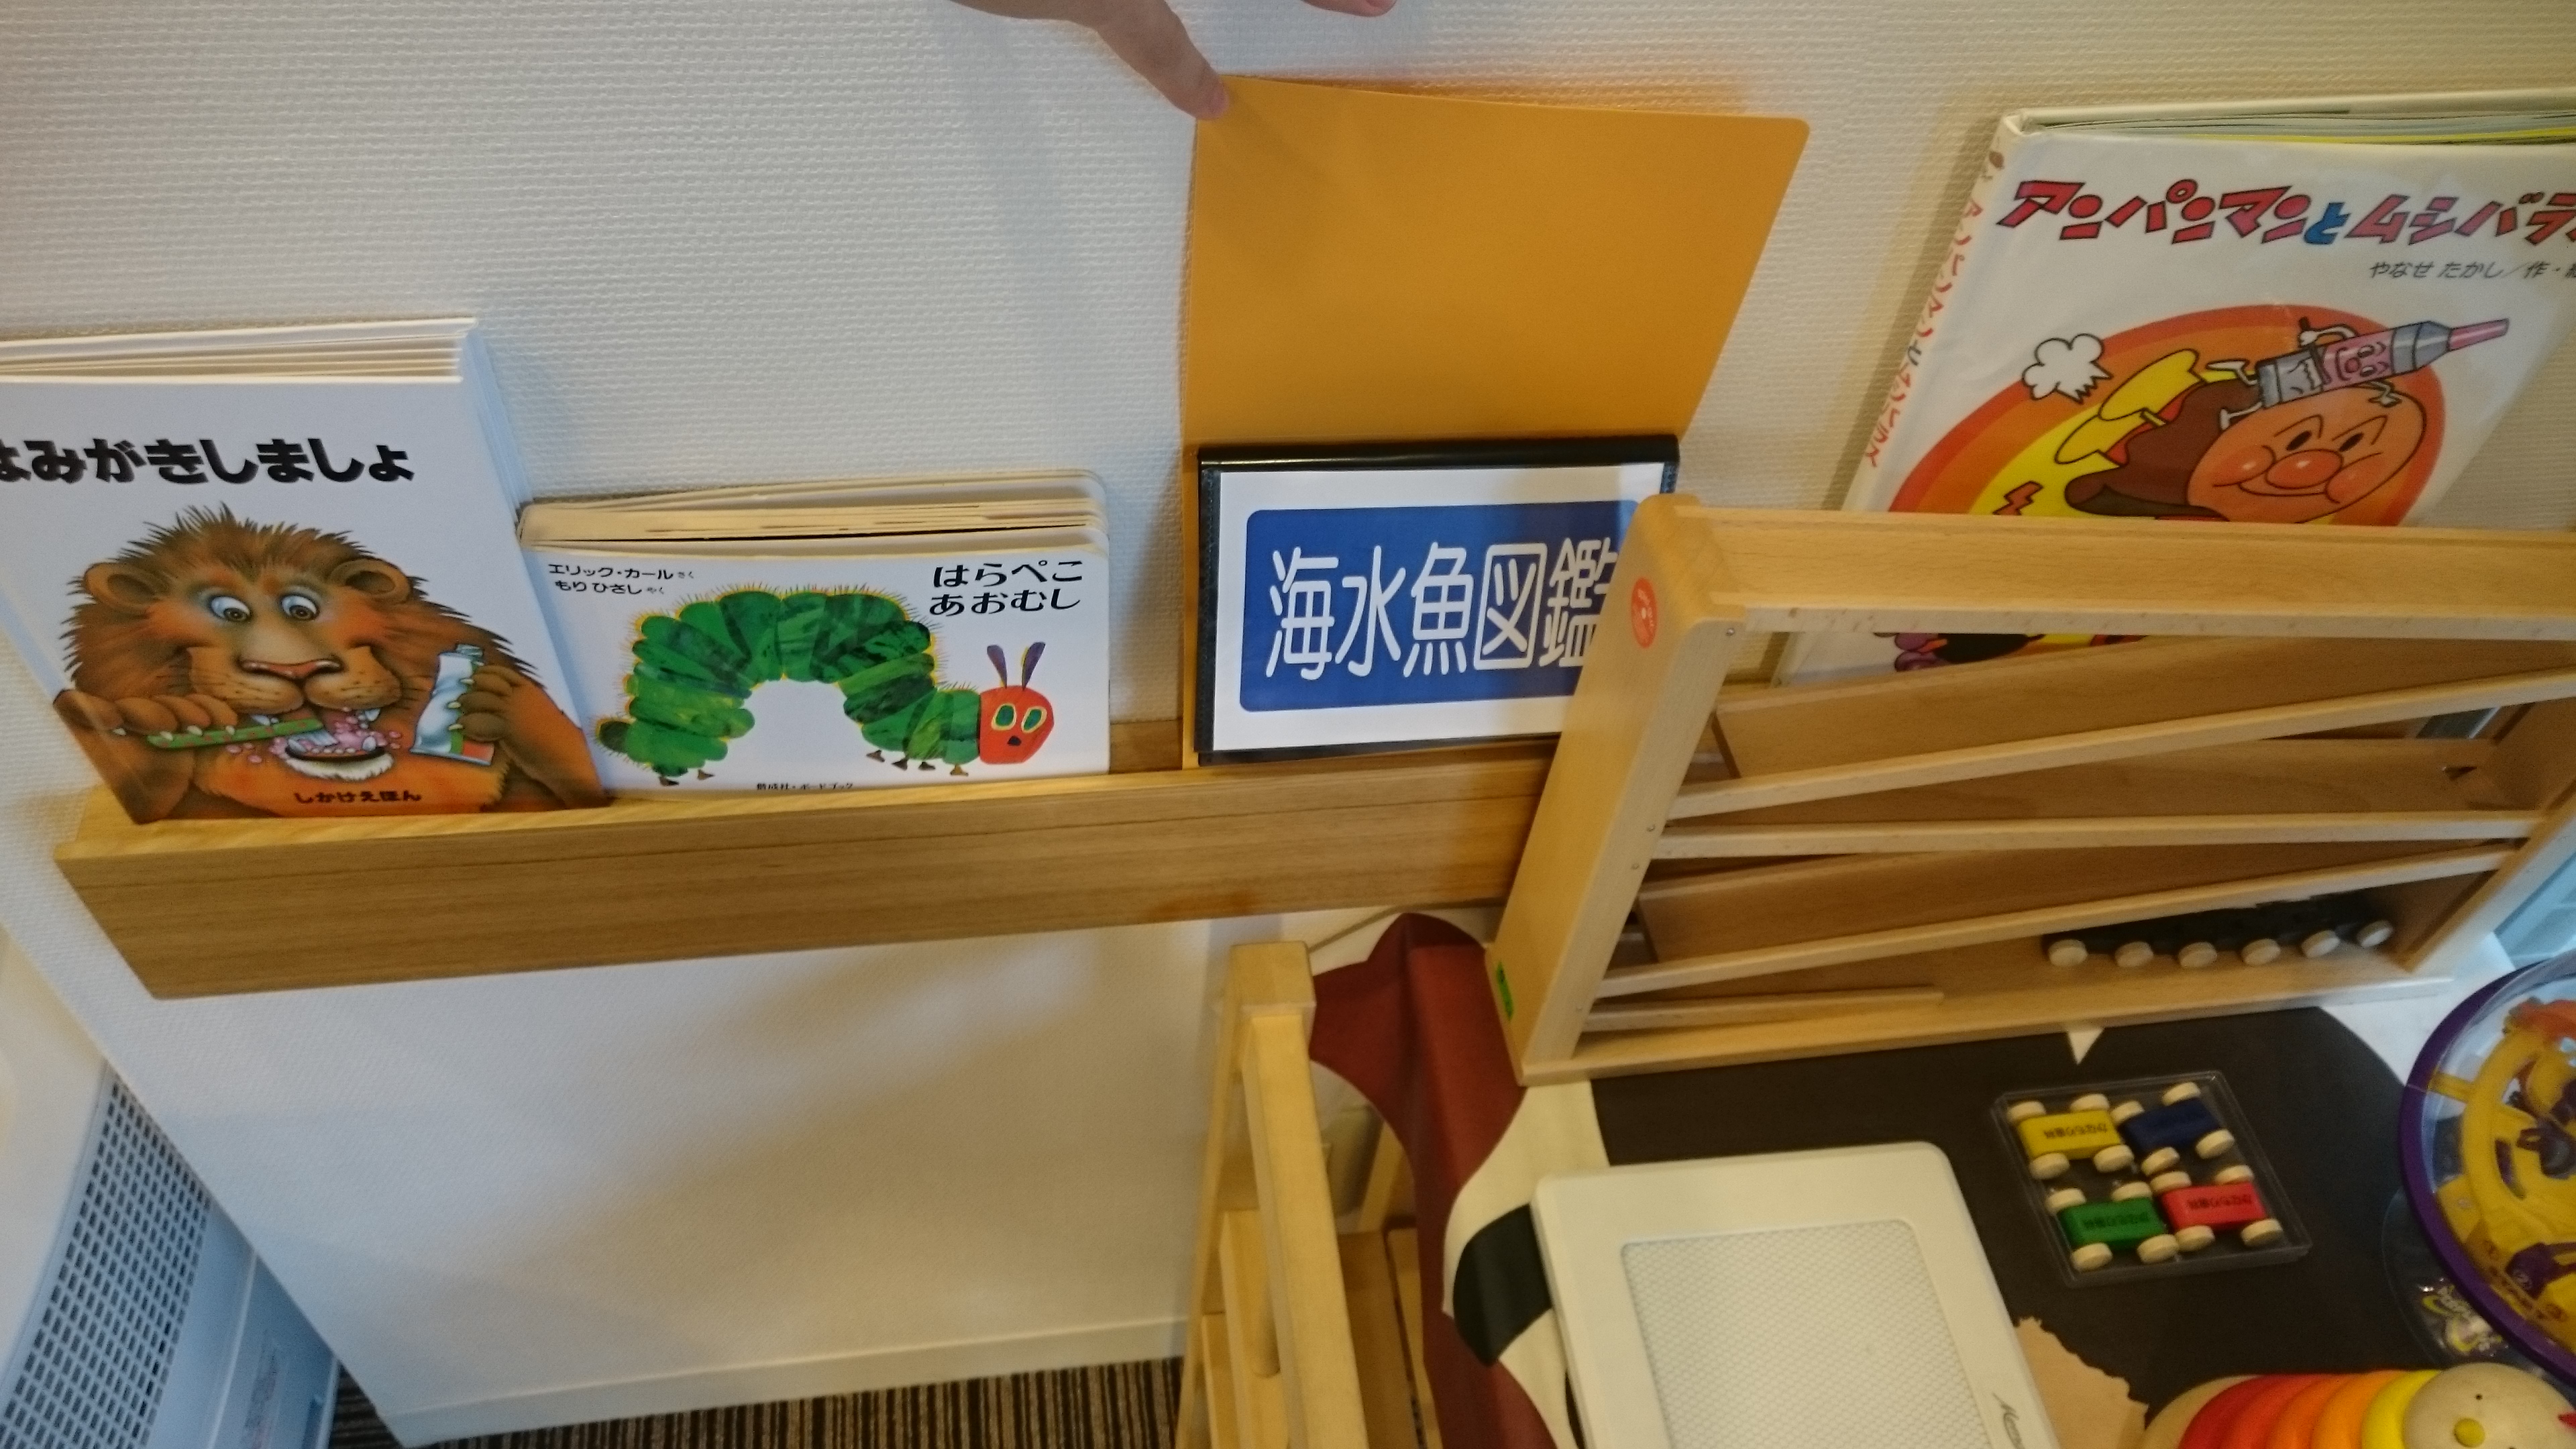 はみがきしましょ
しかけえほん
エリック・カール さく
もり ひさし やく
はらぺこ
あおむし
偕成社・ボードブック
海水魚図鑑
アンパンマンとムシバラ
やなせ たかし／作・絵